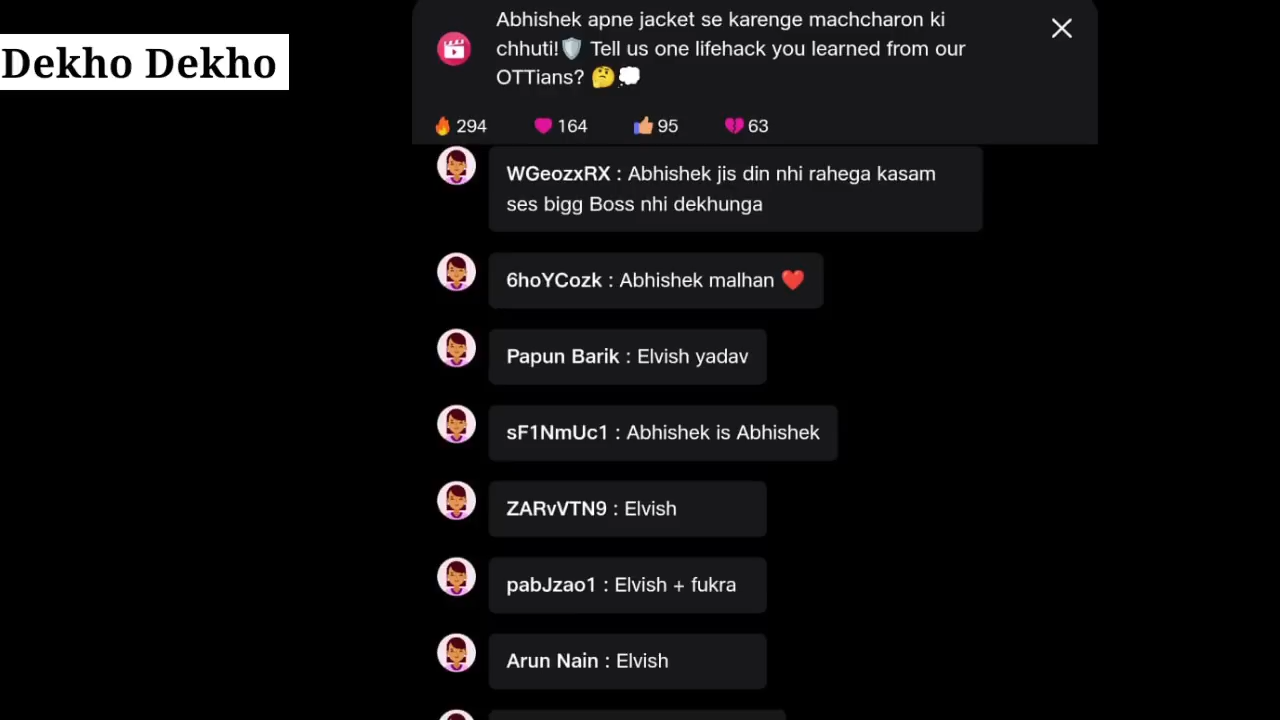 Dekho Dekho
Abhishek apne jacket se karenge machcharon ki
chhuti!🛡️ Tell us one lifehack you learned from our
OTTians? 🤔💭
🔥 294 💗 164 👍 95 💔 63
WGeozxRX : Abhishek jis din nhi rahega kasam
ses bigg Boss nhi dekhunga
6hoYCozk : Abhishek malhan ❤️
Papun Barik : Elvish yadav
sF1NmUc1 : Abhishek is Abhishek
ZARvVTN9 : Elvish
pabJzao1 : Elvish + fukra
Arun Nain : Elvish